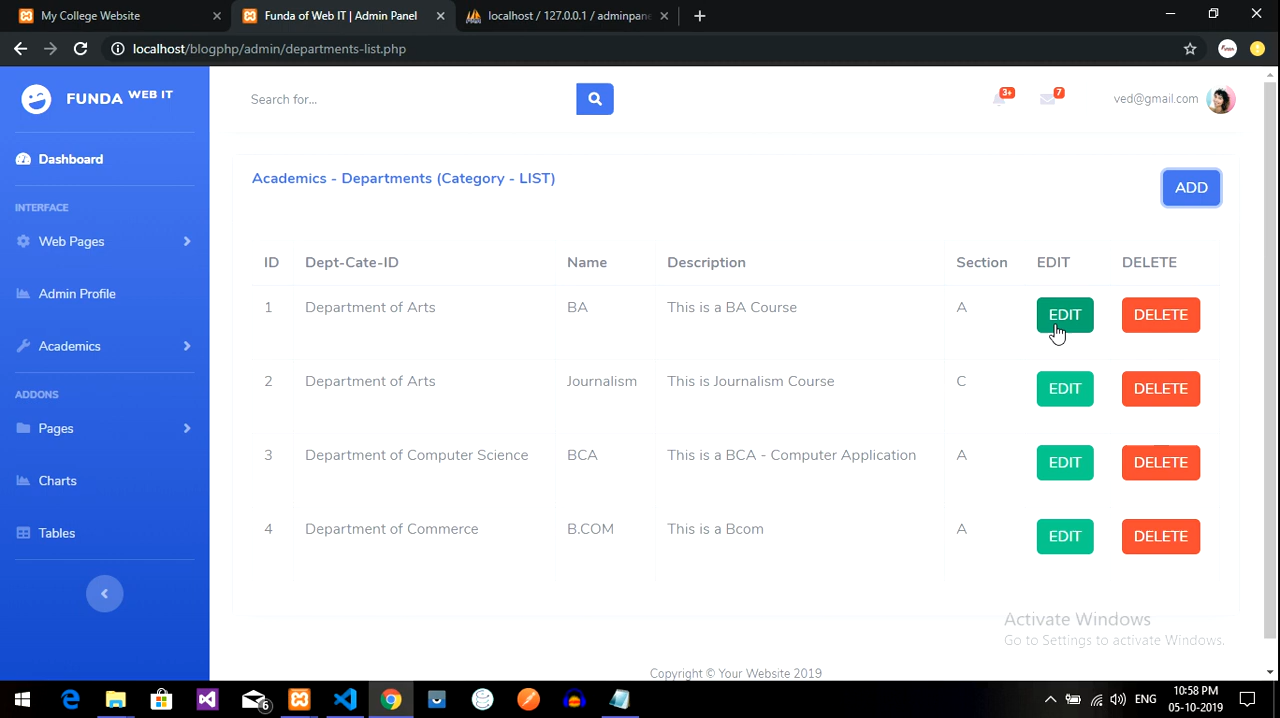 My College Website
Funda of Web IT | Admin Panel
localhost / 127.0.0.1 / adminpane
localhost/blogphp/admin/departments-list.php
FUNDA WEB IT
Search for...
3+
7
ved@gmail.com
Dashboard
INTERFACE
Web Pages
Admin Profile
Academics
ADDONS
Pages
Charts
Tables
Academics - Departments (Category - LIST)
ADD
ID Dept-Cate-ID Name Description Section EDIT DELETE
1 Department of Arts BA This is a BA Course A EDIT DELETE
2 Department of Arts Journalism This is Journalism Course C EDIT DELETE
3 Department of Computer Science BCA This is a BCA - Computer Application A EDIT DELETE
4 Department of Commerce B.COM This is a Bcom A EDIT DELETE
Activate Windows
Go to Settings to activate Windows.
Copyright © Your Website 2019
6
ENG
10:58 PM
05-10-2019